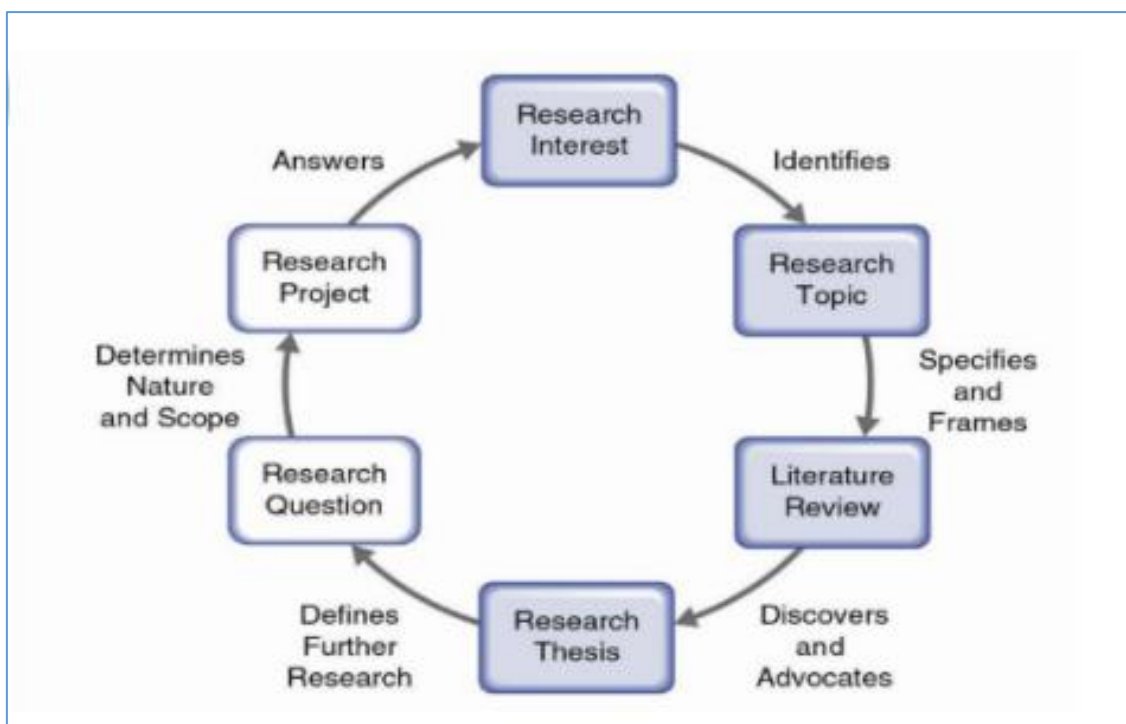 Research
Interest
Identifies
Research
Topic
Specifies
and
Frames
Literature
Review
Discovers
and
Advocates
Research
Thesis
Defines
Further
Research
Research
Question
Determines
Nature
and Scope
Research
Project
Answers